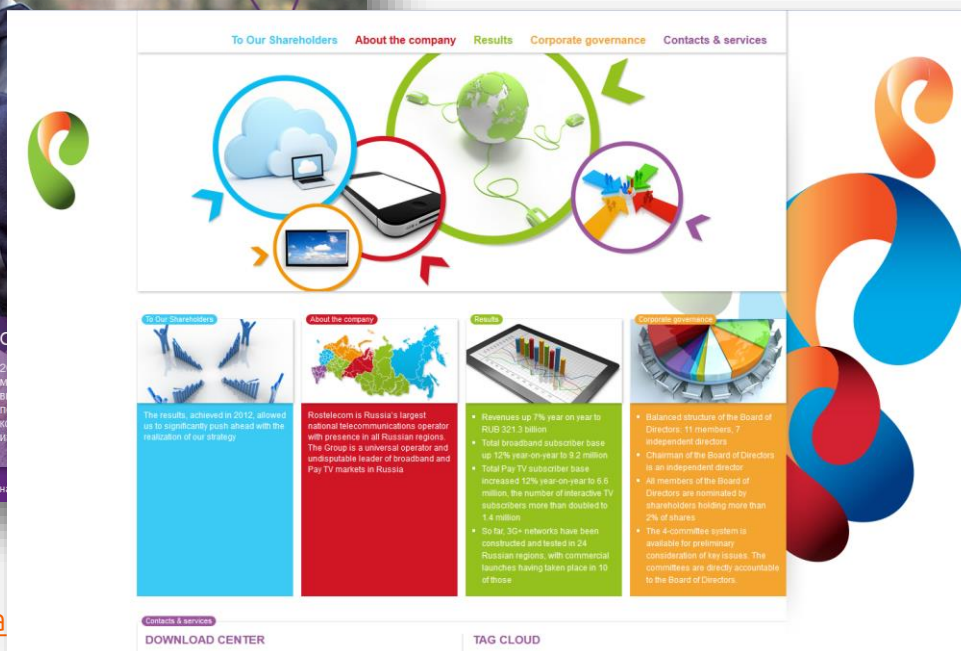 To Our Shareholders About the company Results Corporate governance Contacts & services
To Our Shareholders
The results, achieved in 2012, allowed
us to significantly push ahead with the
realization of our strategy
About the company
Rostelecom is Russia's largest
national telecommunications operator
with presence in all Russian regions.
The Group is a universal operator and
undisputable leader of broadband and
Pay TV markets in Russia
Results
Revenues up 7% year on year to
RUB 321.3 billion
Total broadband subscriber base
up 12% year-on-year to 9.2 million
Total Pay TV subscriber base
increased 12% year-on-year to 6.6
million, the number of interactive TV
subscribers more than doubled to
1.4 million
So far, 3G+ networks have been
constructed and tested in 24
Russian regions, with commercial
launches having taken place in 10
of those
Corporate governance
Balanced structure of the Board of
Directors: 11 members, 7
independent directors
Chairman of the Board of Directors
is an independent director
All members of the Board of
Directors are nominated by
shareholders holding more than
2% of shares
The 4-committee system is
available for preliminary
consideration of key issues. The
committees are directly accountable
to the Board of Directors.
Contacts & services
DOWNLOAD CENTER
TAG CLOUD